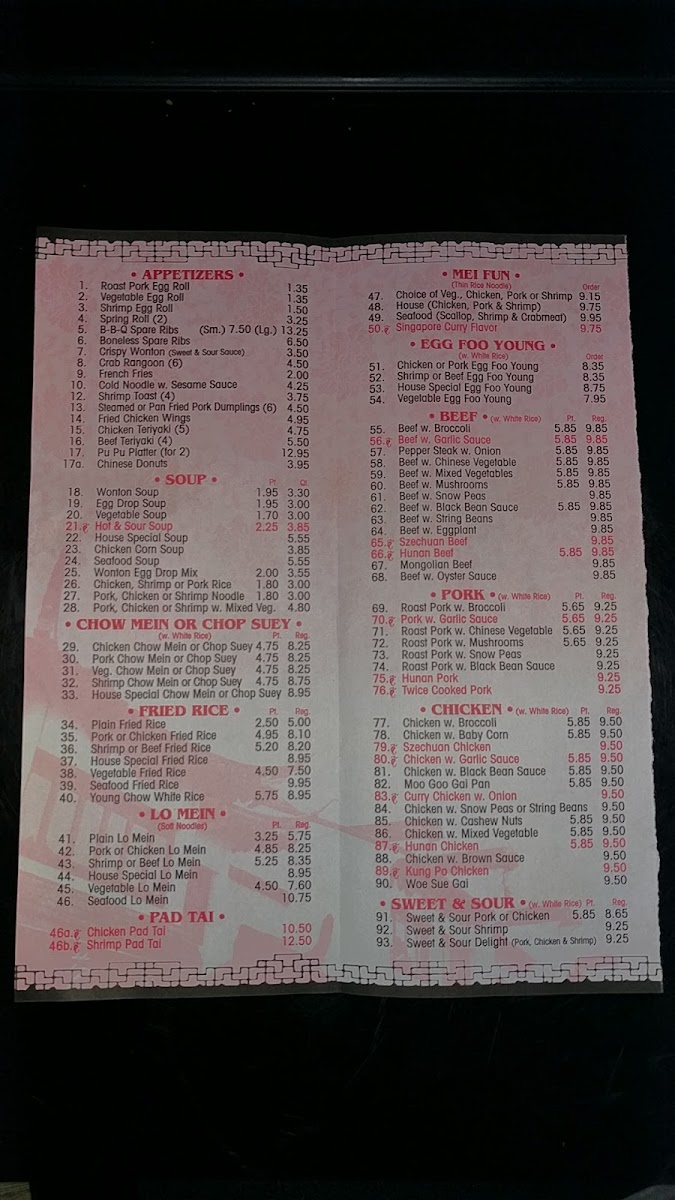 • APPETIZERS •
1. Roast Pork Egg Roll 1.35
2. Vegetable Egg Roll 1.35
3. Shrimp Egg Roll 1.50
4. Spring Roll (2) 3.25
5. B-B-Q Spare Ribs (Sm.) 7.50 (Lg.) 13.25
6. Boneless Spare Ribs 6.50
7. Crispy Wonton (Sweet & Sour Sauce) 3.50
8. Crab Rangoon (6) 4.50
9. French Fries 2.00
10. Cold Noodle w. Sesame Sauce 4.25
12. Shrimp Toast (4) 3.75
13. Steamed or Pan Fried Pork Dumplings (6) 4.50
14. Fried Chicken Wings 4.95
15. Chicken Teriyaki (5) 4.75
16. Beef Teriyaki (4) 5.50
17. Pu Pu Platter (for 2) 12.95
17a. Chinese Donuts 3.95
• SOUP • Pt. Qt.
18. Wonton Soup 1.95 3.30
19. Egg Drop Soup 1.95 3.00
20. Vegetable Soup 1.70 3.00
21. Hot & Sour Soup 2.25 3.85
22. House Special Soup 5.55
23. Chicken Corn Soup 3.85
24. Seafood Soup 5.55
25. Wonton Egg Drop Mix 2.00 3.55
26. Chicken, Shrimp or Pork Rice 1.80 3.00
27. Pork, Chicken or Shrimp Noodle 1.80 3.00
28. Pork, Chicken or Shrimp w. Mixed Veg. 4.80
• CHOW MEIN OR CHOP SUEY •
(w. White Rice) Pt. Reg.
29. Chicken Chow Mein or Chop Suey 4.75 8.25
30. Pork Chow Mein or Chop Suey 4.75 8.25
31. Veg. Chow Mein or Chop Suey 4.75 8.25
32. Shrimp Chow Mein or Chop Suey 4.75 8.75
33. House Special Chow Mein or Chop Suey 8.95
• FRIED RICE • Pt. Reg.
34. Plain Fried Rice 2.50 5.00
35. Pork or Chicken Fried Rice 4.95 8.10
36. Shrimp or Beef Fried Rice 5.20 8.20
37. House Special Fried Rice 8.95
38. Vegetable Fried Rice 4.50 7.50
39. Seafood Fried Rice 9.95
40. Young Chow White Rice 5.75 8.95
• LO MEIN •
(Soft Noodles) Pt. Reg.
41. Plain Lo Mein 3.25 5.75
42. Pork or Chicken Lo Mein 4.85 8.25
43. Shrimp or Beef Lo Mein 5.25 8.35
44. House Special Lo Mein 8.95
45. Vegetable Lo Mein 4.50 7.60
46. Seafood Lo Mein 10.75
• PAD TAI •
46a. Chicken Pad Tai 10.50
46b. Shrimp Pad Tai 12.50
• MEI FUN •
(Thin Rice Noodle) Order
47. Choice of Veg., Chicken, Pork or Shrimp 9.15
48. House (Chicken, Pork & Shrimp) 9.75
49. Seafood (Scallop, Shrimp & Crabmeat) 9.95
50. Singapore Curry Flavor 9.75
• EGG FOO YOUNG •
(w. White Rice) Order
51. Chicken or Pork Egg Foo Young 8.35
52. Shrimp or Beef Egg Foo Young 8.35
53. House Special Egg Foo Young 8.75
54. Vegetable Egg Foo Young 7.95
• BEEF • (w. White Rice) Pt. Reg.
55. Beef w. Broccoli 5.85 9.85
56. Beef w. Garlic Sauce 5.85 9.85
57. Pepper Steak w. Onion 5.85 9.85
58. Beef w. Chinese Vegetable 5.85 9.85
59. Beef w. Mixed Vegetables 5.85 9.85
60. Beef w. Mushrooms 5.85 9.85
61. Beef w. Snow Peas 9.85
62. Beef w. Black Bean Sauce 5.85 9.85
63. Beef w. String Beans 9.85
64. Beef w. Eggplant 9.85
65. Szechuan Beef 9.85
66. Hunan Beef 5.85 9.85
67. Mongolian Beef 9.85
68. Beef w. Oyster Sauce 9.85
• PORK • (w. White Rice) Pt. Reg.
69. Roast Pork w. Broccoli 5.65 9.25
70. Pork w. Garlic Sauce 5.65 9.25
71. Roast Pork w. Chinese Vegetable 5.65 9.25
72. Roast Pork w. Mushrooms 5.65 9.25
73. Roast Pork w. Snow Peas 9.25
74. Roast Pork w. Black Bean Sauce 9.25
75. Hunan Pork 9.25
76. Twice Cooked Pork 9.25
• CHICKEN • (w. White Rice) Pt. Reg.
77. Chicken w. Broccoli 5.85 9.50
78. Chicken w. Baby Corn 5.85 9.50
79. Szechuan Chicken 9.50
80. Chicken w. Garlic Sauce 5.85 9.50
81. Chicken w. Black Bean Sauce 5.85 9.50
82. Moo Goo Gai Pan 5.85 9.50
83. Curry Chicken w. Onion 9.50
84. Chicken w. Snow Peas or String Beans 9.50
85. Chicken w. Cashew Nuts 5.85 9.50
86. Chicken w. Mixed Vegetable 5.85 9.50
87. Hunan Chicken 5.85 9.50
88. Chicken w. Brown Sauce 9.50
89. Kung Po Chicken 9.50
90. Woe Sue Gai 9.50
• SWEET & SOUR • (w. White Rice) Pt. Reg.
91. Sweet & Sour Pork or Chicken 5.85 8.65
92. Sweet & Sour Shrimp 9.25
93. Sweet & Sour Delight (Pork, Chicken & Shrimp) 9.25